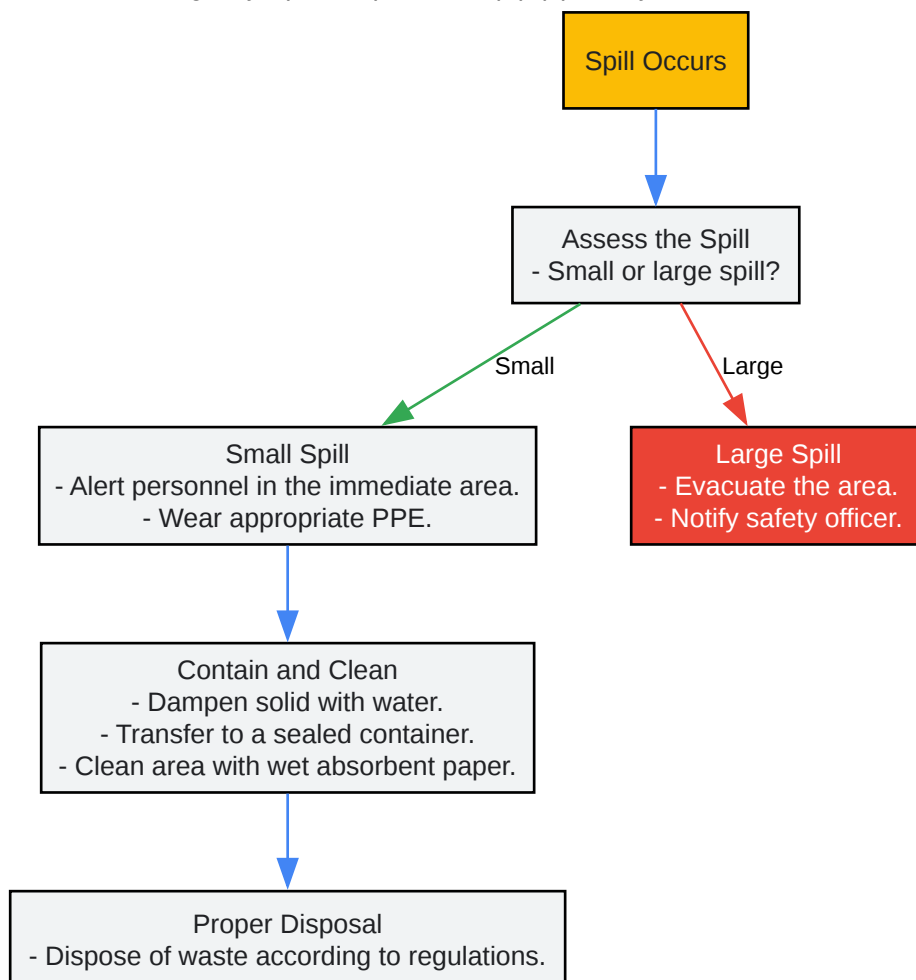 Spill Occurs
Assess the Spill
- Small or large spill?
Small
Large
Small Spill
- Alert personnel in the immediate area.
- Wear appropriate PPE.
Large Spill
- Evacuate the area.
- Notify safety officer.
Contain and Clean
- Dampen solid with water.
- Transfer to a sealed container.
- Clean area with wet absorbent paper.
Proper Disposal
- Dispose of waste according to regulations.